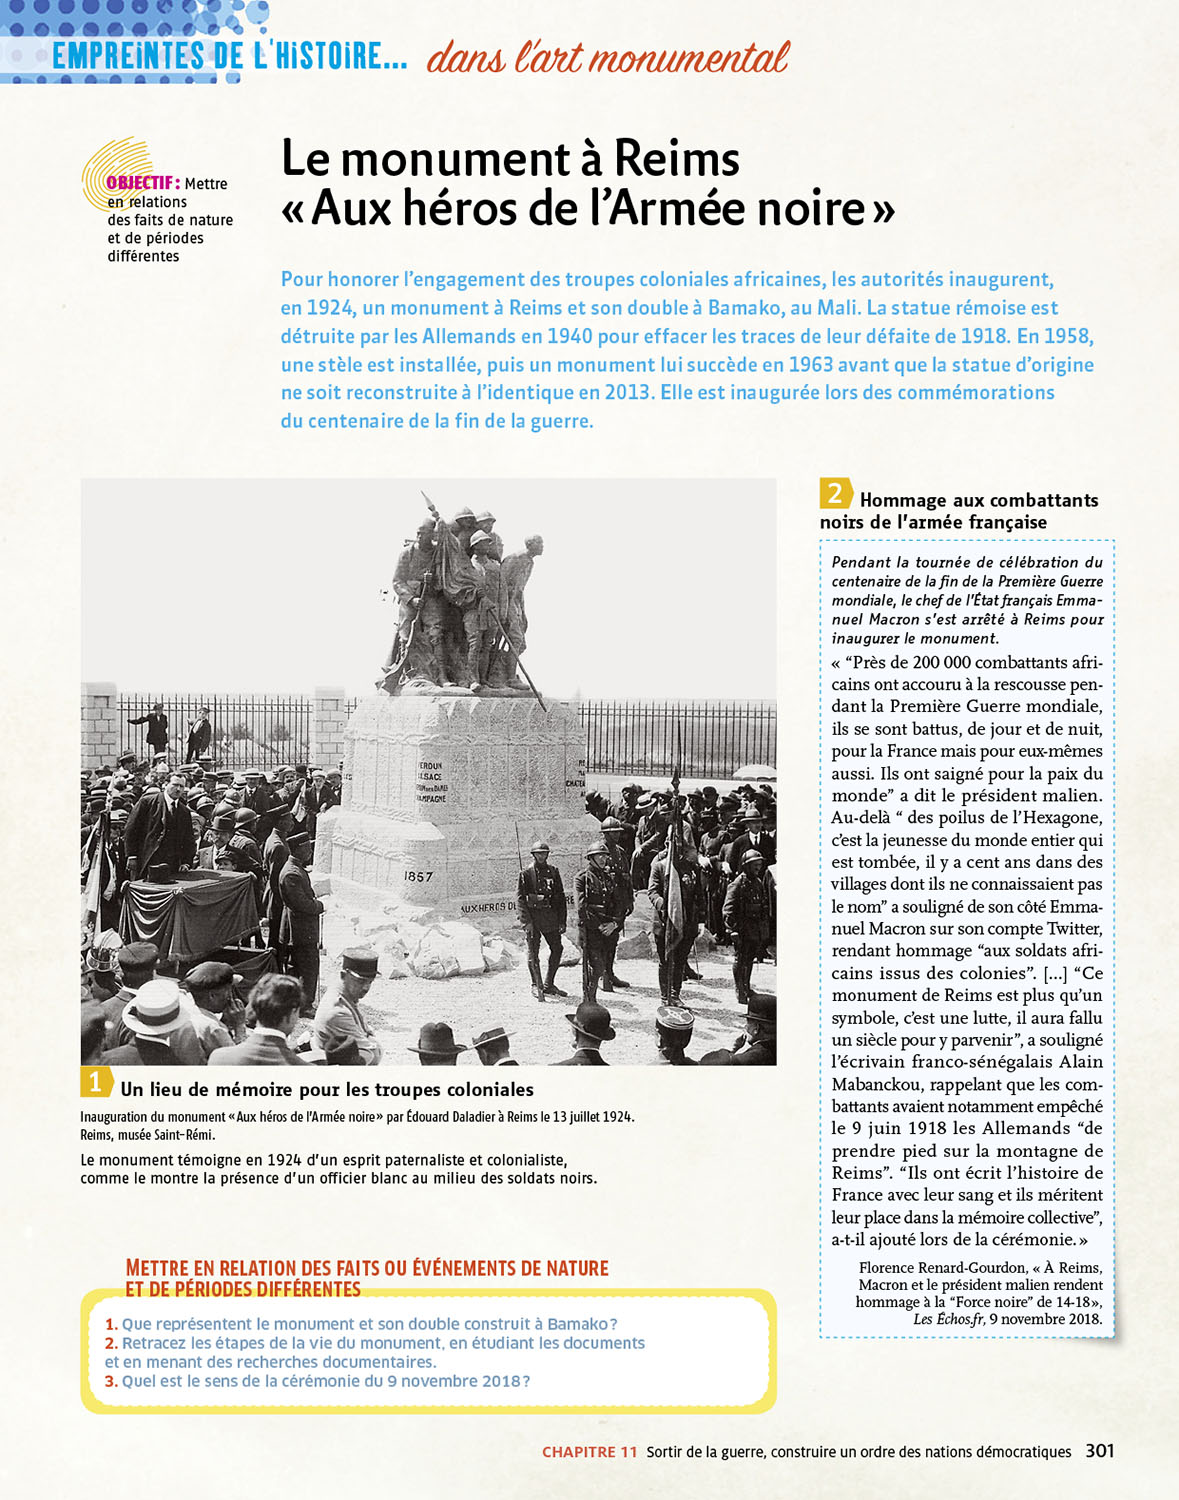 EMPREINTES DE L'HISTOIRE... dans l'art monumental
OBJECTIF : Mettre
en relations
des faits de nature
et de périodes
différentes
Le monument à Reims
« Aux héros de l'Armée noire »
Pour honorer l'engagement des troupes coloniales africaines, les autorités inaugurent,
en 1924, un monument à Reims et son double à Bamako, au Mali. La statue rémoise est
détruite par les Allemands en 1940 pour effacer les traces de leur défaite de 1918. En 1958,
une stèle est installée, puis un monument lui succède en 1963 avant que la statue d'origine
ne soit reconstruite à l'identique en 2013. Elle est inaugurée lors des commémorations
du centenaire de la fin de la guerre.
VERDUN
ALSACE
CHAMPAGNE
1857
AUX HEROS DE
1 Un lieu de mémoire pour les troupes coloniales
Inauguration du monument « Aux héros de l'Armée noire » par Édouard Daladier à Reims le 13 juillet 1924.
Reims, musée Saint-Rémi.
Le monument témoigne en 1924 d'un esprit paternaliste et colonialiste,
comme le montre la présence d'un officier blanc au milieu des soldats noirs.
2 Hommage aux combattants
noirs de l'armée française
Pendant la tournée de célébration du
centenaire de la fin de la Première Guerre
mondiale, le chef de l'État français Emma-
nuel Macron s'est arrêté à Reims pour
inaugurer le monument.
« “Près de 200 000 combattants afri-
cains ont accouru à la rescousse pen-
dant la Première Guerre mondiale,
ils se sont battus, de jour et de nuit,
pour la France mais pour eux-mêmes
aussi. Ils ont saigné pour la paix du
monde” a dit le président malien.
Au-delà “ des poilus de l'Hexagone,
c'est la jeunesse du monde entier qui
est tombée, il y a cent ans dans des
villages dont ils ne connaissaient pas
le nom” a souligné de son côté Emma-
nuel Macron sur son compte Twitter,
rendant hommage “aux soldats afri-
cains issus des colonies”. [...] “Ce
monument de Reims est plus qu'un
symbole, c'est une lutte, il aura fallu
un siècle pour y parvenir”, a souligné
l'écrivain franco-sénégalais Alain
Mabanckou, rappelant que les com-
battants avaient notamment empêché
le 9 juin 1918 les Allemands “de
prendre pied sur la montagne de
Reims”. “Ils ont écrit l'histoire de
France avec leur sang et ils méritent
leur place dans la mémoire collective”,
a-t-il ajouté lors de la cérémonie. »
Florence Renard-Gourdon, « À Reims,
Macron et le président malien rendent
hommage à la “Force noire” de 14-18 »,
Les Échos.fr, 9 novembre 2018.
METTRE EN RELATION DES FAITS OU ÉVÉNEMENTS DE NATURE
ET DE PÉRIODES DIFFÉRENTES
1. Que représentent le monument et son double construit à Bamako ?
2. Retracez les étapes de la vie du monument, en étudiant les documents
et en menant des recherches documentaires.
3. Quel est le sens de la cérémonie du 9 novembre 2018 ?
CHAPITRE 11 Sortir de la guerre, construire un ordre des nations démocratiques 301